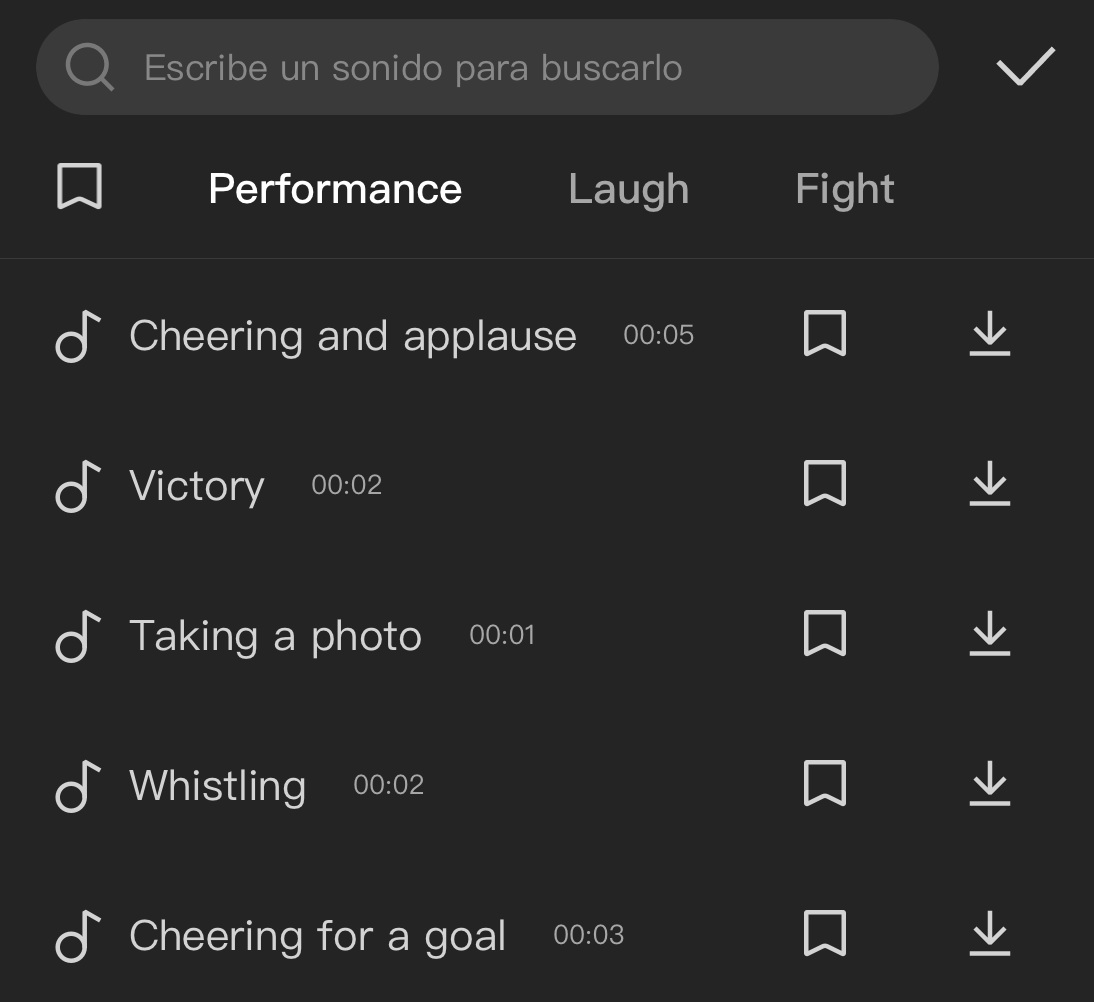 Escribe un sonido para buscarlo
Performance Laugh Fight
Cheering and applause 00:05
Victory 00:02
Taking a photo 00:01
Whistling 00:02
Cheering for a goal 00:03